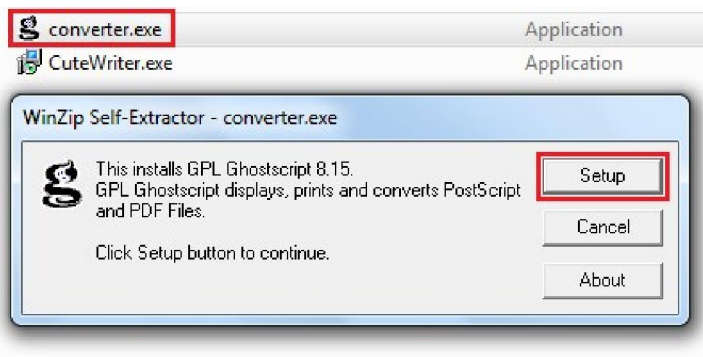 converter.exe Application
CuteWriter.exe Application
WinZip Self-Extractor - converter.exe
This installs GPL Ghostscript 8.15.
GPL Ghostscript displays, prints and converts PostScript
and PDF Files.
Click Setup button to continue.
Setup
Cancel
About